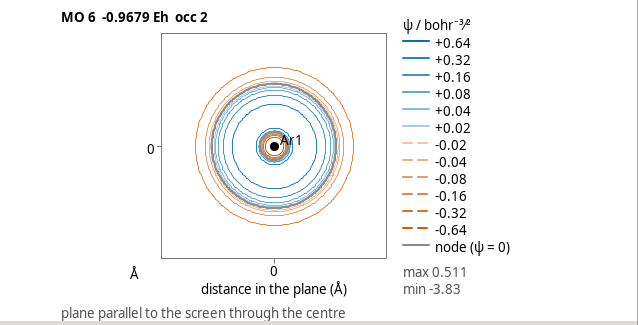 MO 6 -0.9679 Eh occ 2
ψ / bohr⁻³ᐟ²
+0.64
+0.32
+0.16
+0.08
+0.04
+0.02
-0.02
-0.04
-0.08
-0.16
-0.32
-0.64
node (ψ = 0)
max 0.511
min -3.83
Ar1
0
0
Å
distance in the plane (Å)
plane parallel to the screen through the centre